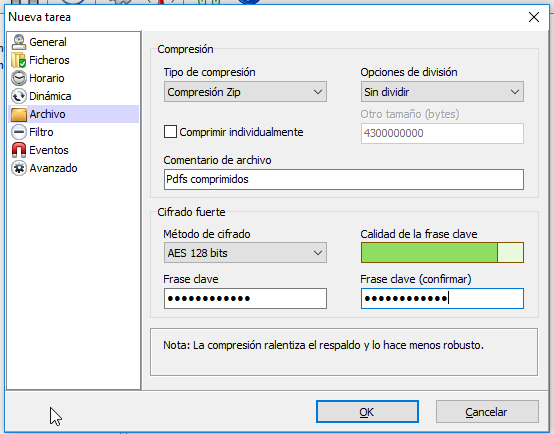 Nueva tarea
General
Ficheros
Horario
Dinámica
Archivo
Filtro
Eventos
Avanzado
Compresión
Tipo de compresión
Opciones de división
Compresión Zip
Sin dividir
Otro tamaño (bytes)
Comprimir individualmente
4300000000
Comentario de archivo
Pdfs comprimidos
Cifrado fuerte
Método de cifrado
Calidad de la frase clave
AES 128 bits
Frase clave
Frase clave (confirmar)
●●●●●●●●●●●●
●●●●●●●●●●●●
Nota: La compresión ralentiza el respaldo y lo hace menos robusto.
OK
Cancelar